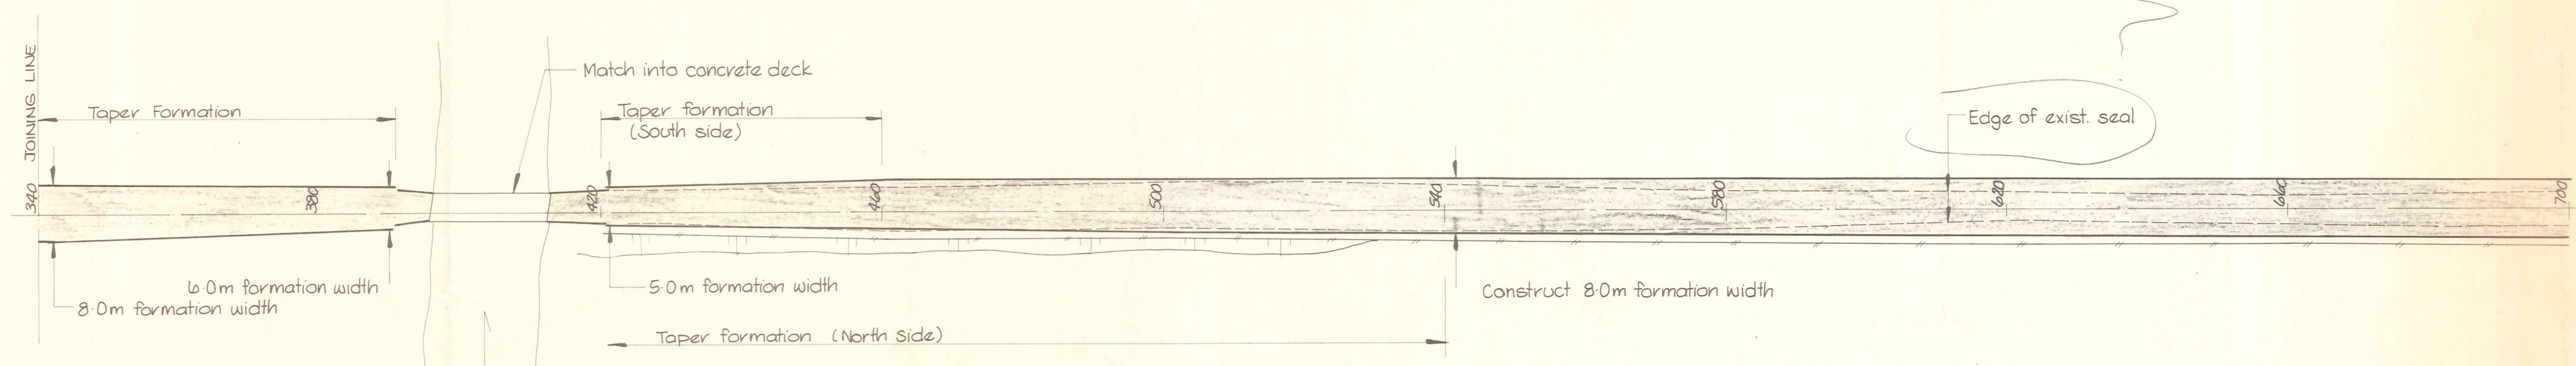 JOINING LINE
Taper Formation
Match into concrete deck
Taper formation
(South side)
Edge of exist. seal
340
380
420
460
500
540
580
620
660
700
6.0m formation width
8.0m formation width
5.0m formation width
Construct 8.0m formation width
Taper formation (North Side)